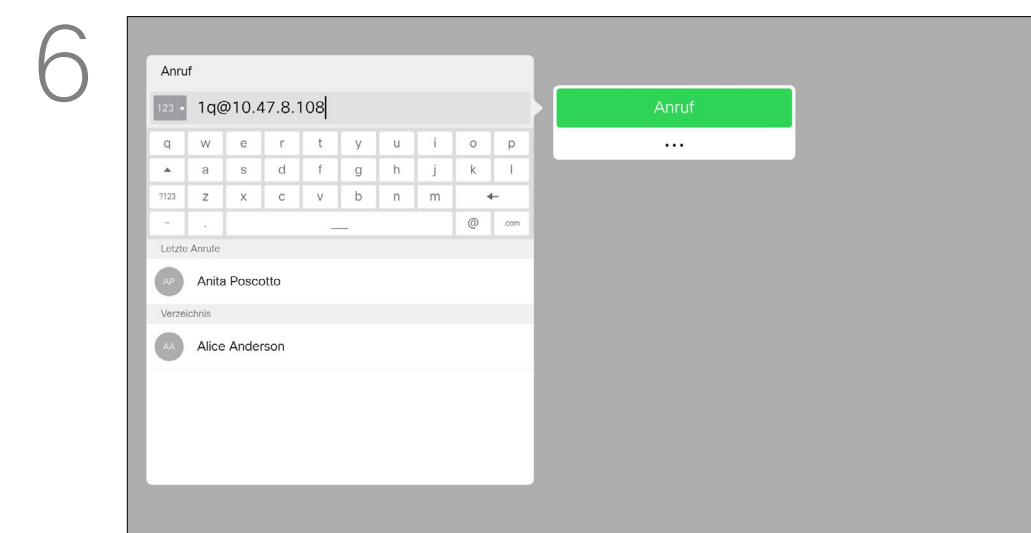 6
Anruf
123 1q@10.47.8.108
Anruf
...
q w e r t y u i o p
a s d f g h j k l
?123 z x c v b n m
- . @ .com
Letzte Anrufe
AP Anita Poscotto
Verzeichnis
AA Alice Anderson